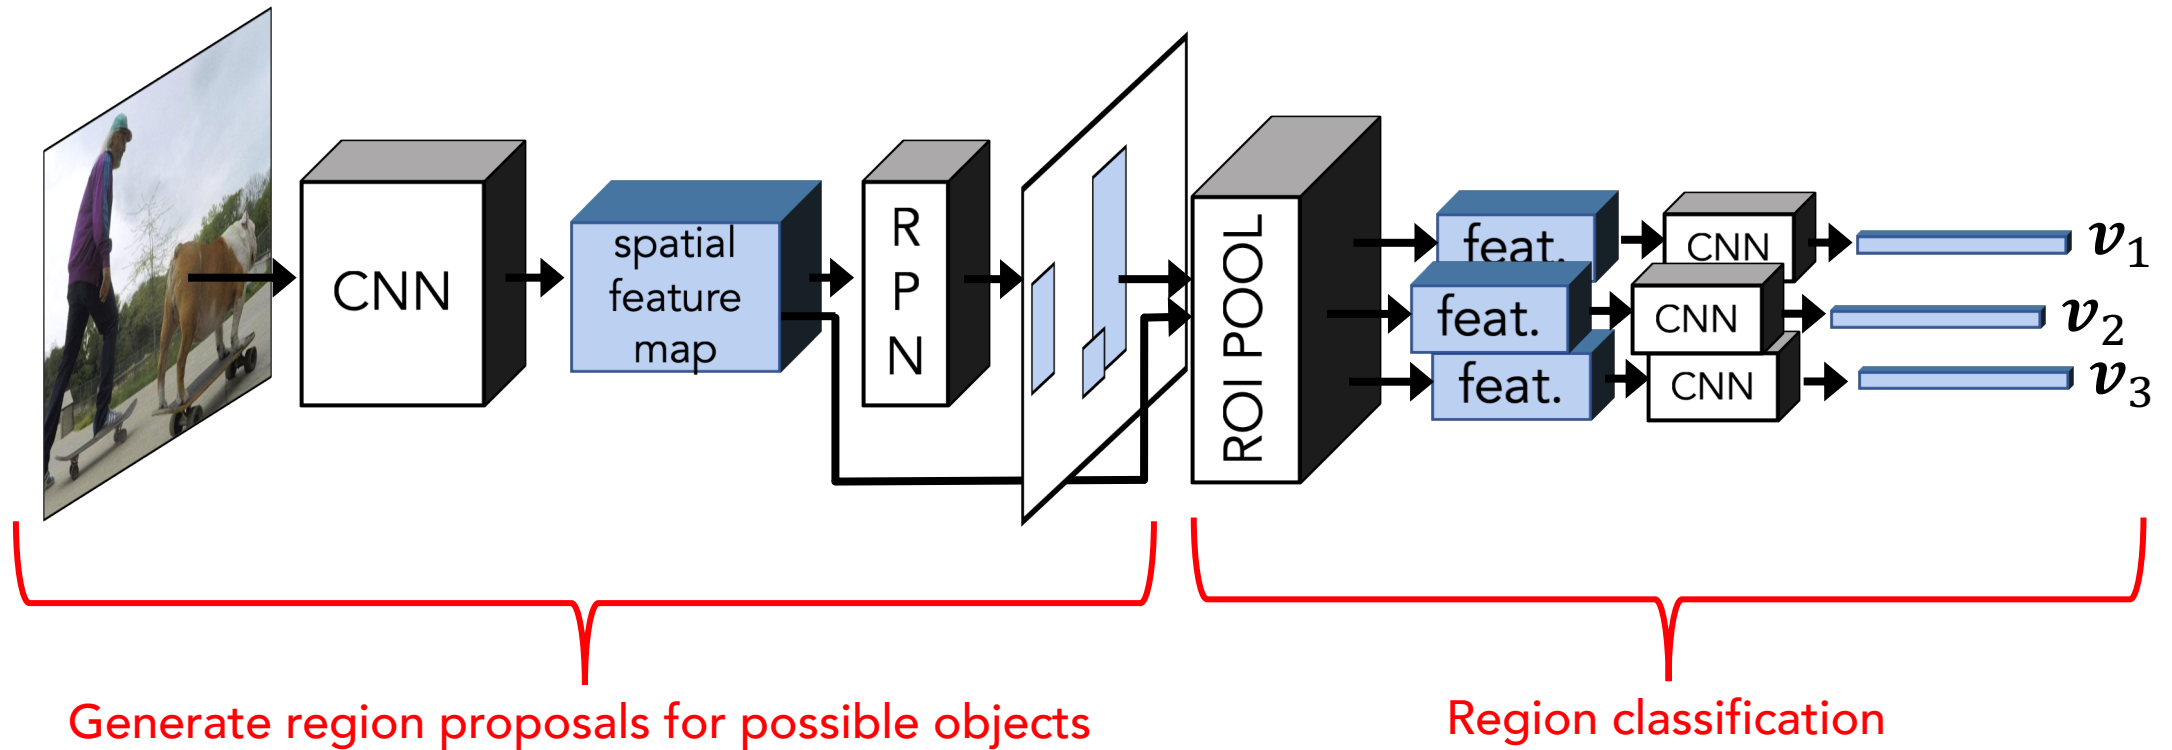 CNN
spatial
feature
map
R
P
N
ROI POOL
feat.
CNN
v1
feat.
CNN
v2
feat.
CNN
v3
Generate region proposals for possible objects
Region classification